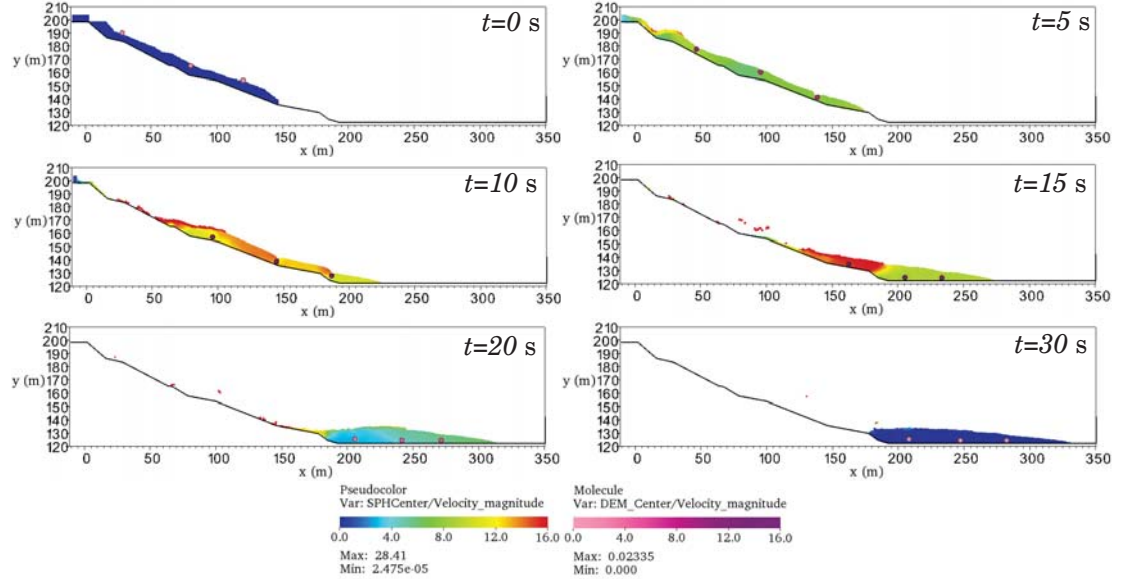 t=0 s
210
200
190
180
y (m) 170
160
150
140
130
120
0 50 100 150 200 250 300 350
x (m)
t=5 s
210
200
190
180
y (m) 170
160
150
140
130
120
0 50 100 150 200 250 300 350
x (m)
t=10 s
210
200
190
180
y (m) 170
160
150
140
130
120
0 50 100 150 200 250 300 350
x (m)
t=15 s
210
200
190
180
y (m) 170
160
150
140
130
120
0 50 100 150 200 250 300 350
x (m)
t=20 s
210
200
190
180
y (m) 170
160
150
140
130
120
0 50 100 150 200 250 300 350
x (m)
t=30 s
210
200
190
180
y (m) 170
160
150
140
130
120
0 50 100 150 200 250 300 350
x (m)
Pseudocolor
Var: SPHCenter/Velocity_magnitude
0.0 4.0 8.0 12.0 16.0
Max: 28.41
Min: 2.475e-05
Molecule
Var: DEM_Center/Velocity_magnitude
0.0 4.0 8.0 12.0 16.0
Max: 0.02335
Min: 0.000